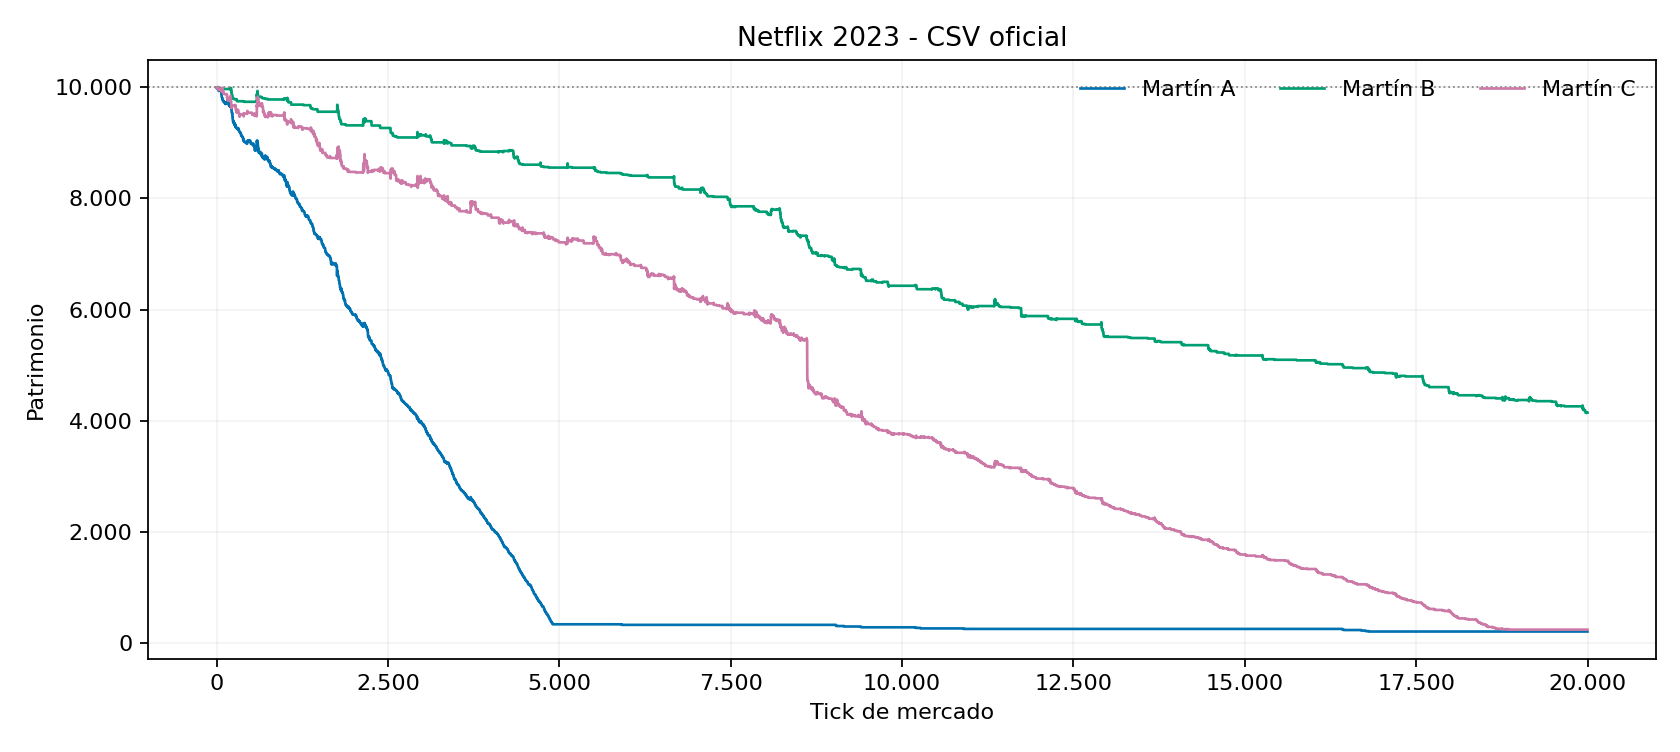 Netflix 2023 - CSV oficial
Martín A
Martín B
Martín C
Patrimonio
10.000
8.000
6.000
4.000
2.000
0
0
2.500
5.000
7.500
10.000
12.500
15.000
17.500
20.000
Tick de mercado